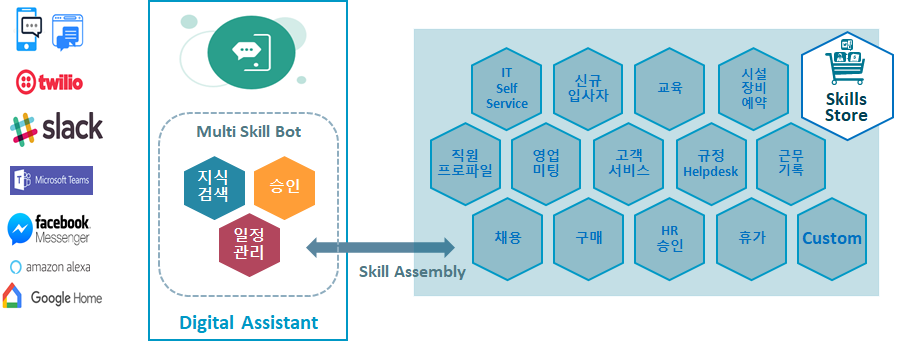 twilio
slack
Microsoft Teams
facebook
Messenger
amazon alexa
Google Home
Multi Skill Bot
지식
검색
승인
일정
관리
Digital Assistant
Skill Assembly
IT
Self
Service
신규
입사자
교육
시설
장비
예약
Skills
Store
직원
프로파일
영업
미팅
고객
서비스
규정
Helpdesk
근무
기록
채용
구매
HR
승인
휴가
Custom